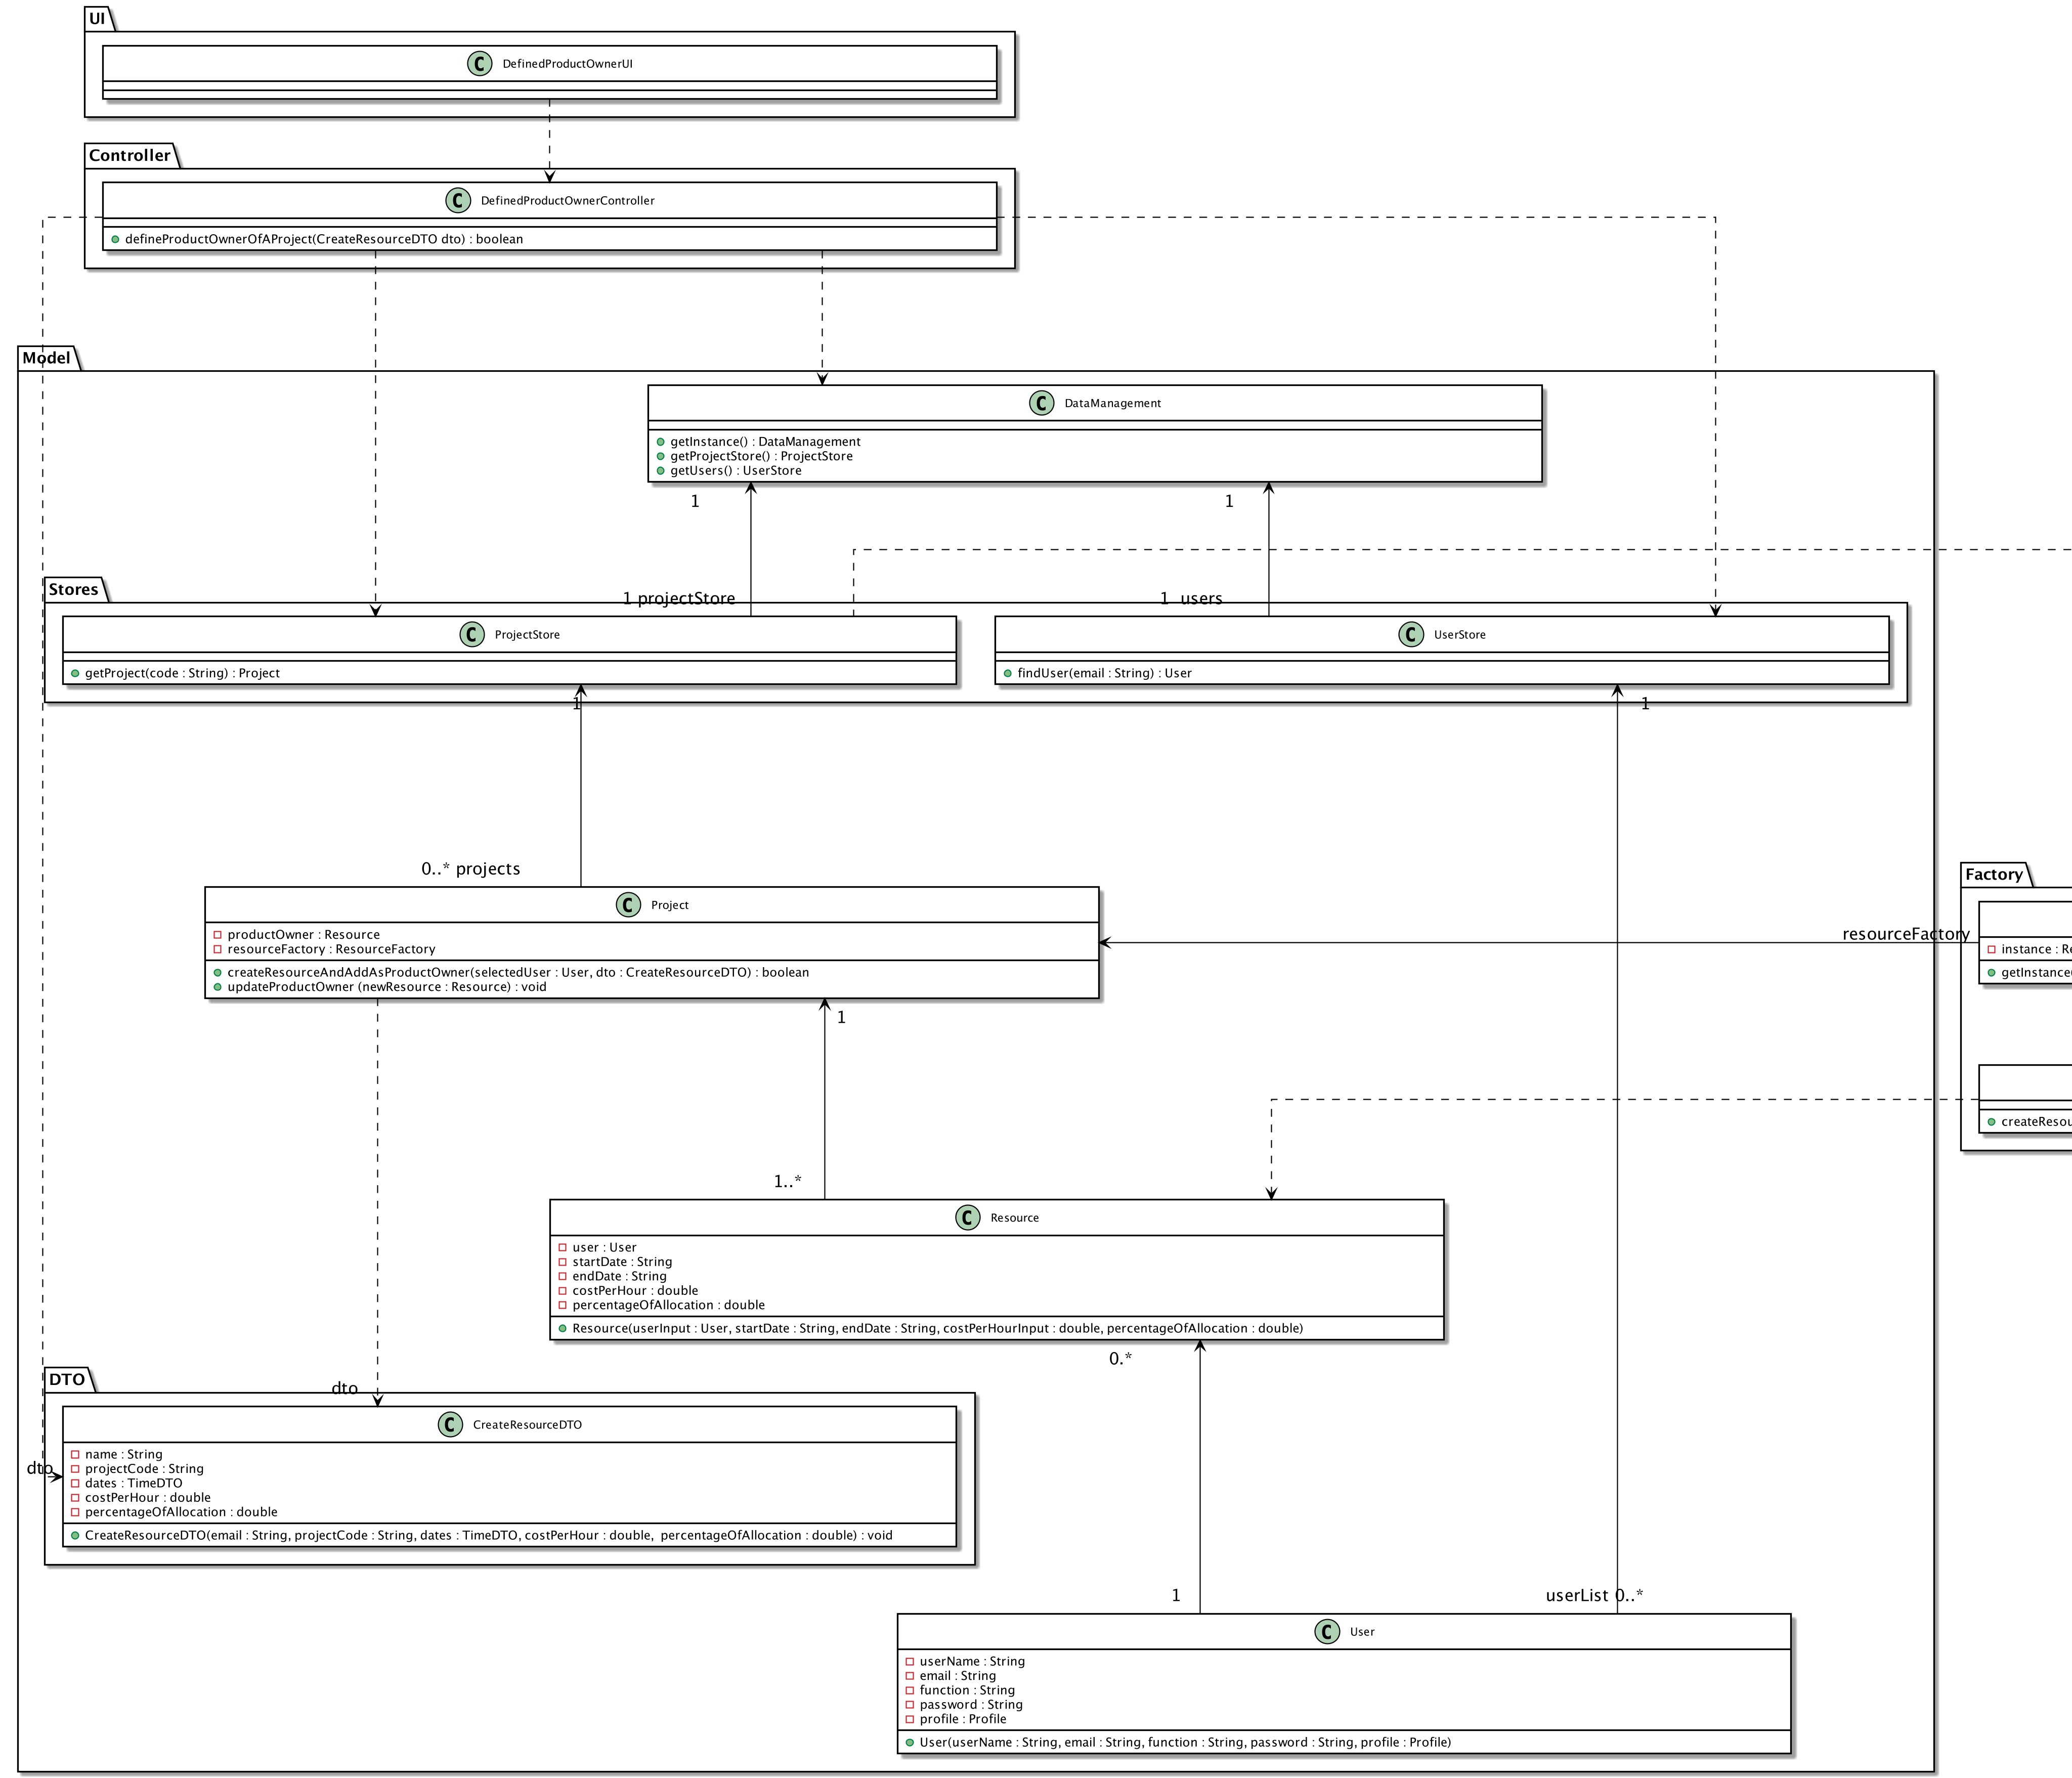 UI
C DefinedProductOwnerUI
Controller
C DefinedProductOwnerController
defineProductOwnerOfAProject(CreateResourceDTO dto) : boolean
Model
C DataManagement
getInstance() : DataManagement
getProjectStore() : ProjectStore
getUsers() : UserStore
1
1
1 projectStore
1 users
Stores
C ProjectStore
getProject(code : String) : Project
C UserStore
findUser(email : String) : User
1
1
0..* projects
C Project
productOwner : Resource
resourceFactory : ResourceFactory
createResourceAndAddAsProductOwner(selectedUser : User, dto : CreateResourceDTO) : boolean
updateProductOwner (newResource : Resource) : void
resourceFactory
Factory
instance : Re
getInstance(
createResou
1
1..*
C Resource
user : User
startDate : String
endDate : String
costPerHour : double
percentageOfAllocation : double
Resource(userInput : User, startDate : String, endDate : String, costPerHourInput : double, percentageOfAllocation : double)
0.*
DTO
dto
C CreateResourceDTO
name : String
projectCode : String
dates : TimeDTO
costPerHour : double
percentageOfAllocation : double
CreateResourceDTO(email : String, projectCode : String, dates : TimeDTO, costPerHour : double, percentageOfAllocation : double) : void
dto
1
userList 0..*
C User
userName : String
email : String
function : String
password : String
profile : Profile
User(userName : String, email : String, function : String, password : String, profile : Profile)